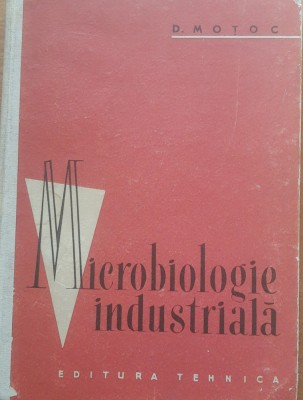 D. MOTOC
Microbiologie
industrială
EDITURA TEHNICA